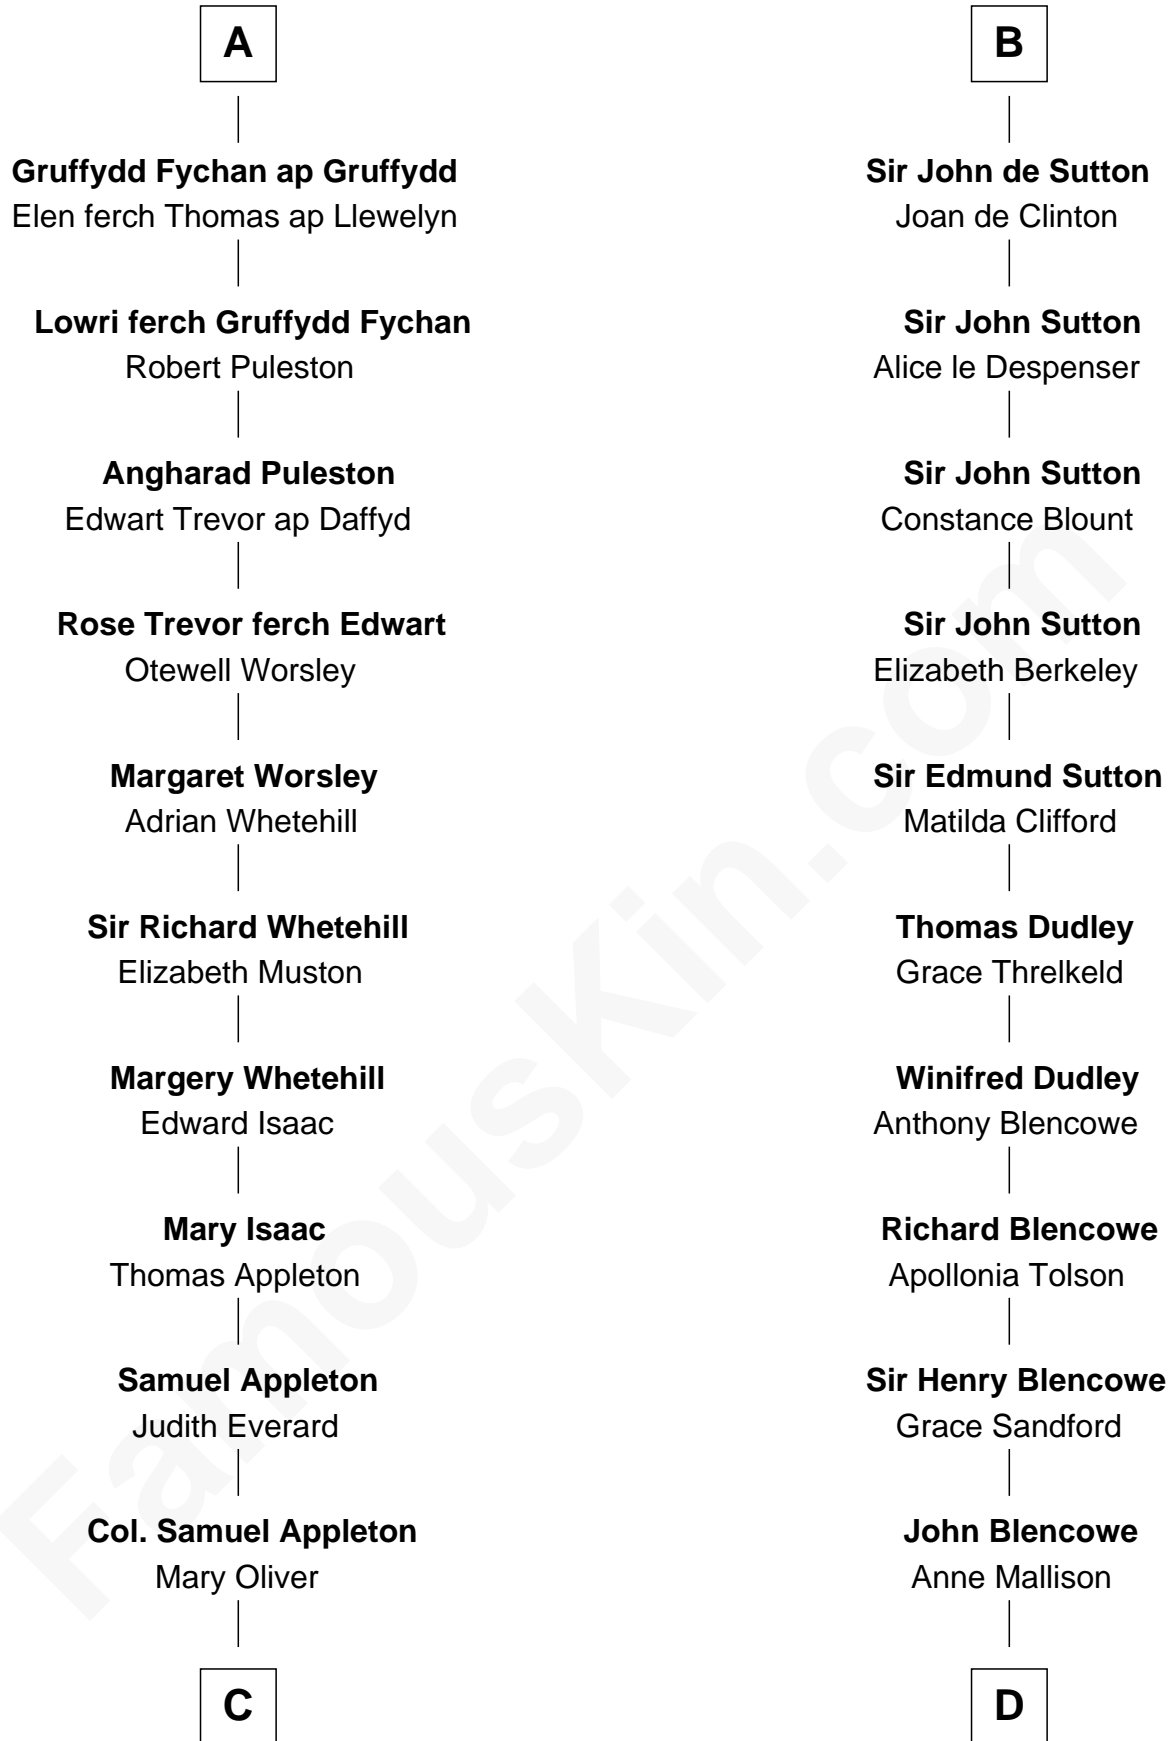 A
Gruffydd Fychan ap Gruffydd
Elen ferch Thomas ap Llewelyn
Lowri ferch Gruffydd Fychan
Robert Puleston
Angharad Puleston
Edwart Trevor ap Daffyd
Rose Trevor ferch Edwart
Otewell Worsley
Margaret Worsley
Adrian Whetehill
Sir Richard Whetehill
Elizabeth Muston
Margery Whetehill
Edward Isaac
Mary Isaac
Thomas Appleton
Samuel Appleton
Judith Everard
Col. Samuel Appleton
Mary Oliver
C
B
Sir John de Sutton
Joan de Clinton
Sir John Sutton
Alice le Despenser
Sir John Sutton
Constance Blount
Sir John Sutton
Elizabeth Berkeley
Sir Edmund Sutton
Matilda Clifford
Thomas Dudley
Grace Threlkeld
Winifred Dudley
Anthony Blencowe
Richard Blencowe
Apollonia Tolson
Sir Henry Blencowe
Grace Sandford
John Blencowe
Anne Mallison
D
FamousKin.com